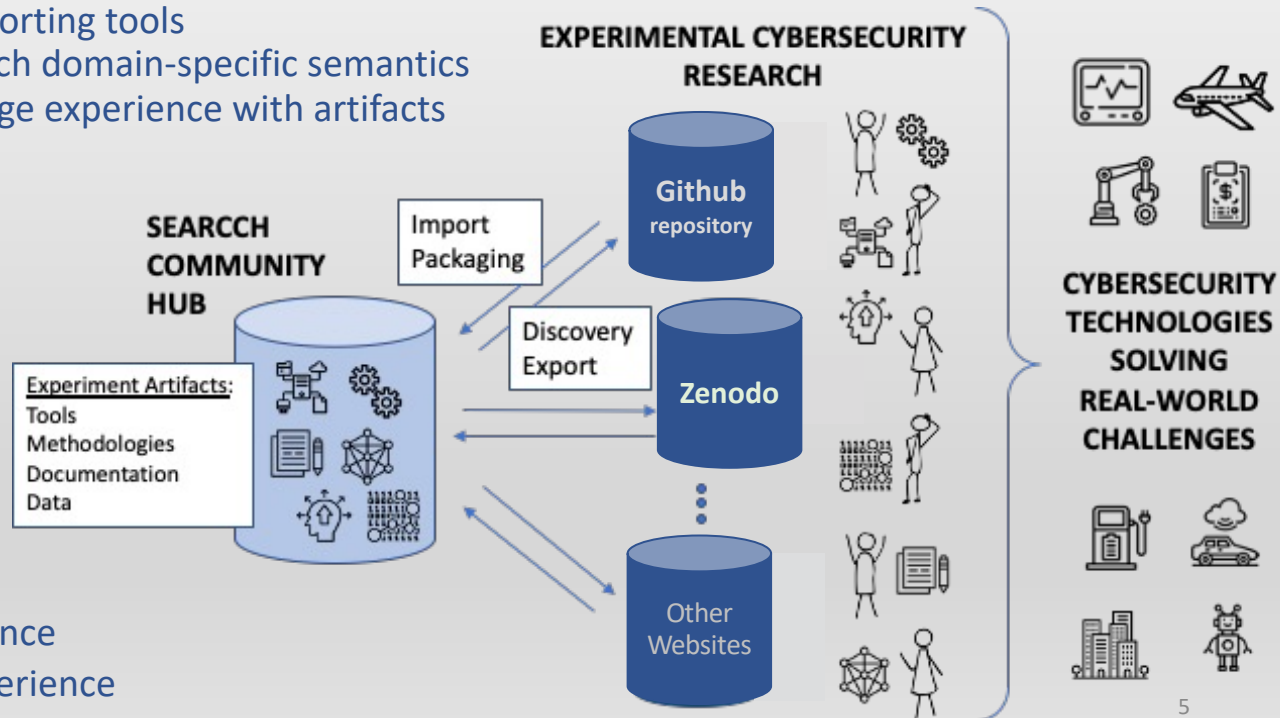 orting tools
ch domain-specific semantics
ge experience with artifacts
EXPERIMENTAL CYBERSECURITY
RESEARCH
SEARCCH
COMMUNITY
HUB
Import
Packaging
Github
repository
Discovery
Export
Zenodo
Experiment Artifacts:
Tools
Methodologies
Documentation
Data
Other
Websites
CYBERSECURITY
TECHNOLOGIES
SOLVING
REAL-WORLD
CHALLENGES
nce
erience
5